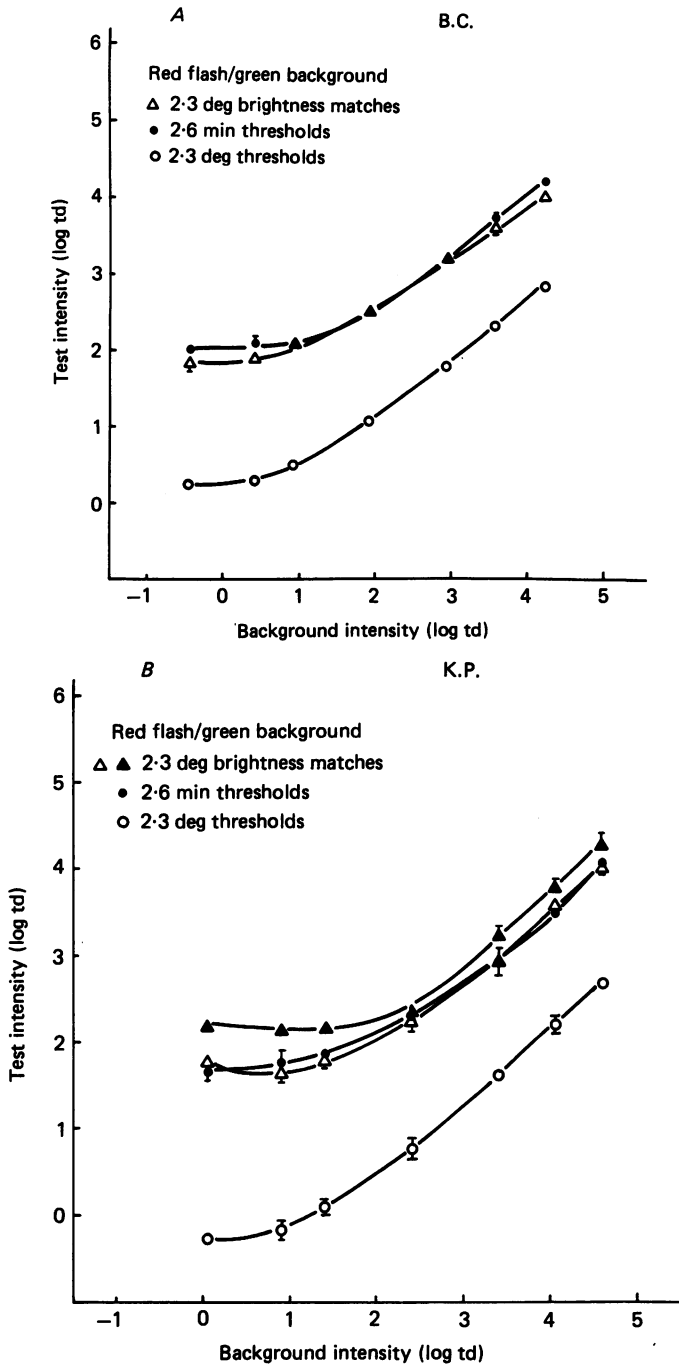 A B.C.
6
Red flash/green background
△ 2·3 deg brightness matches
5
● 2·6 min thresholds
○ 2·3 deg thresholds
4
3
2
1
0
Test intensity (log td)
−1 0 1 2 3 4 5
Background intensity (log td)
B K.P.
6
Red flash/green background
△ ▲ 2·3 deg brightness matches
5
● 2·6 min thresholds
○ 2·3 deg thresholds
4
3
2
1
0
Test intensity (log td)
−1 0 1 2 3 4 5
Background intensity (log td)